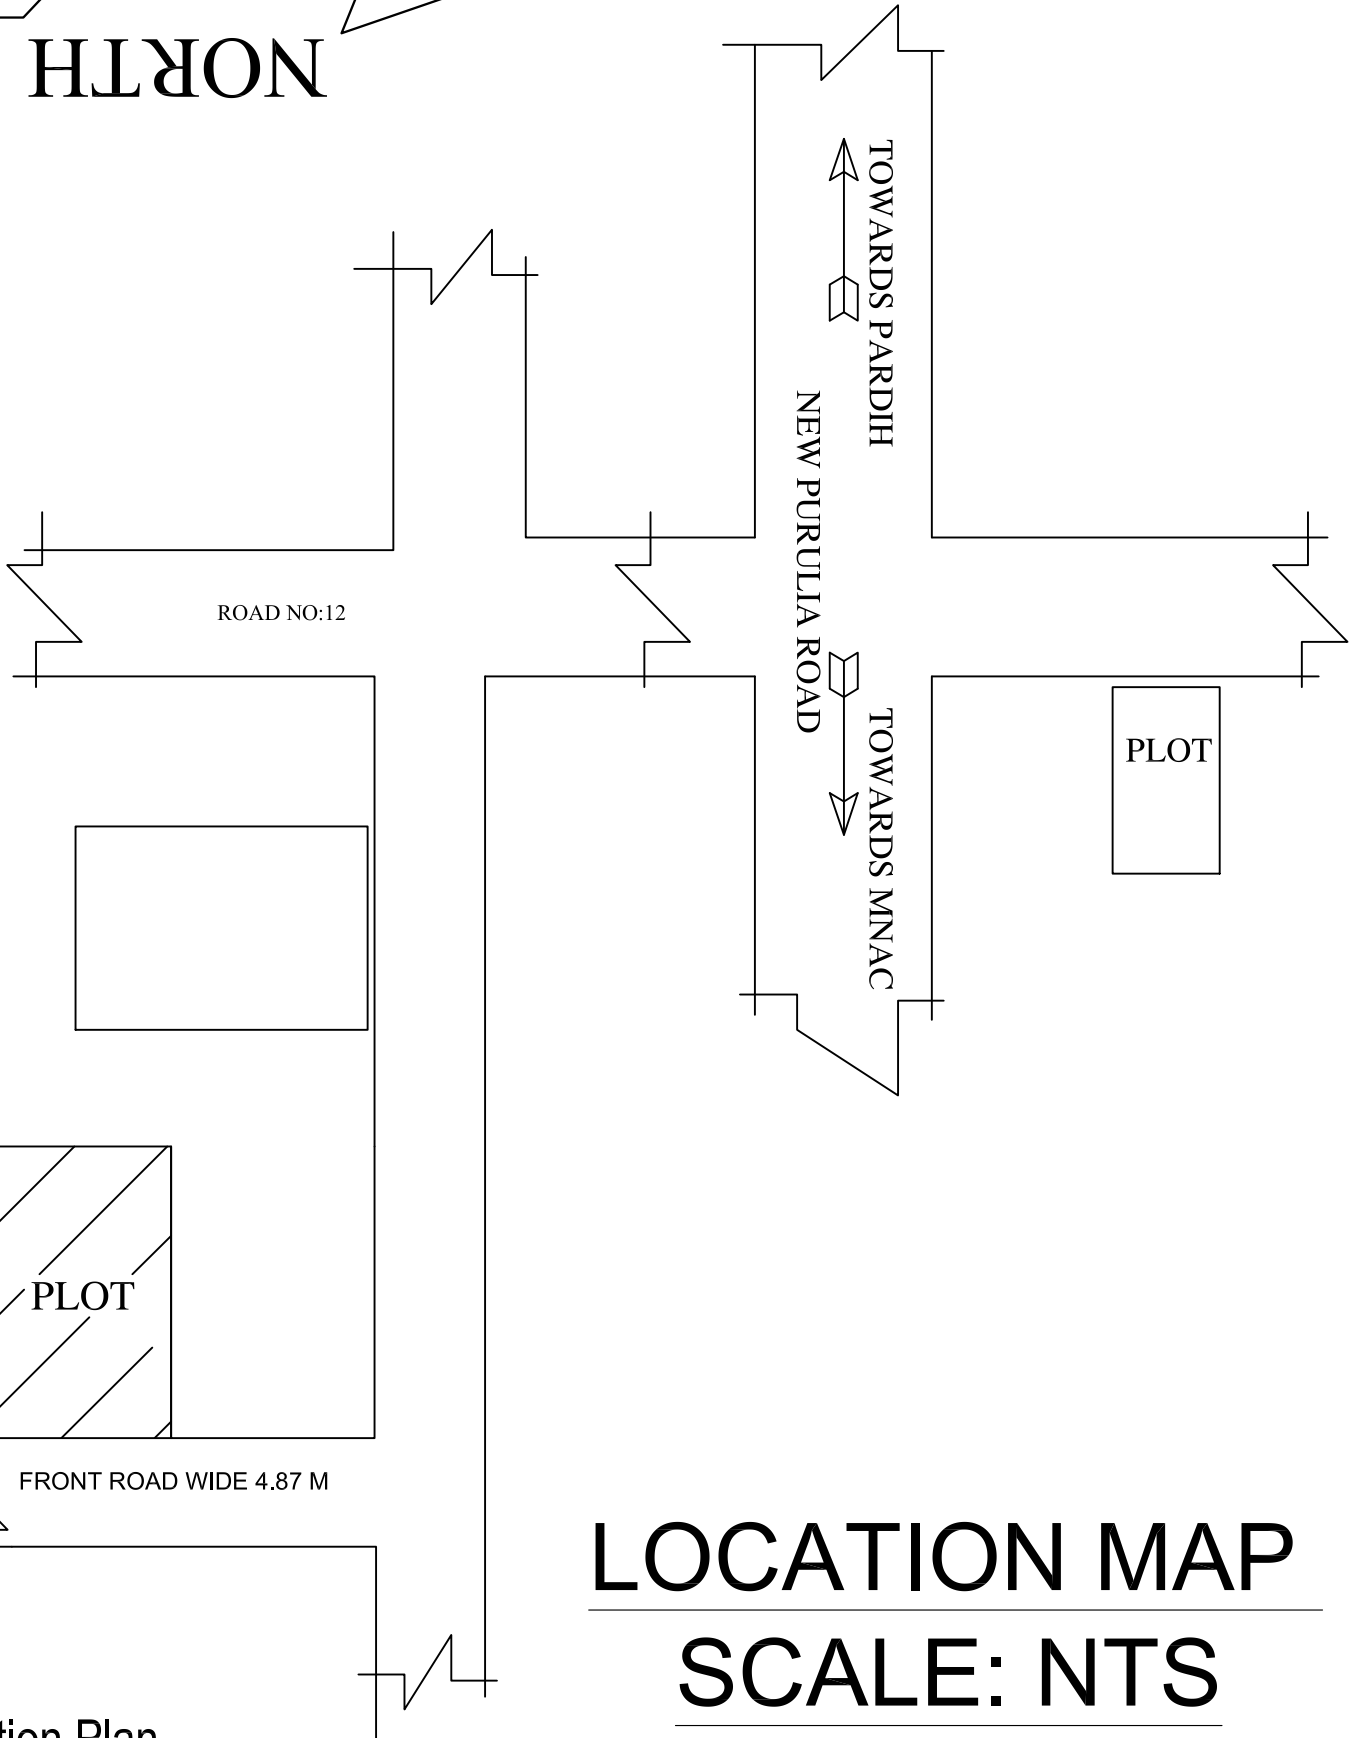 NORTH
TOWARDS PARDIH
NEW PURULIA ROAD
ROAD NO:12
TOWARDS MNAC
PLOT
PLOT
FRONT ROAD WIDE 4.87 M
LOCATION MAP
SCALE: NTS
Plan